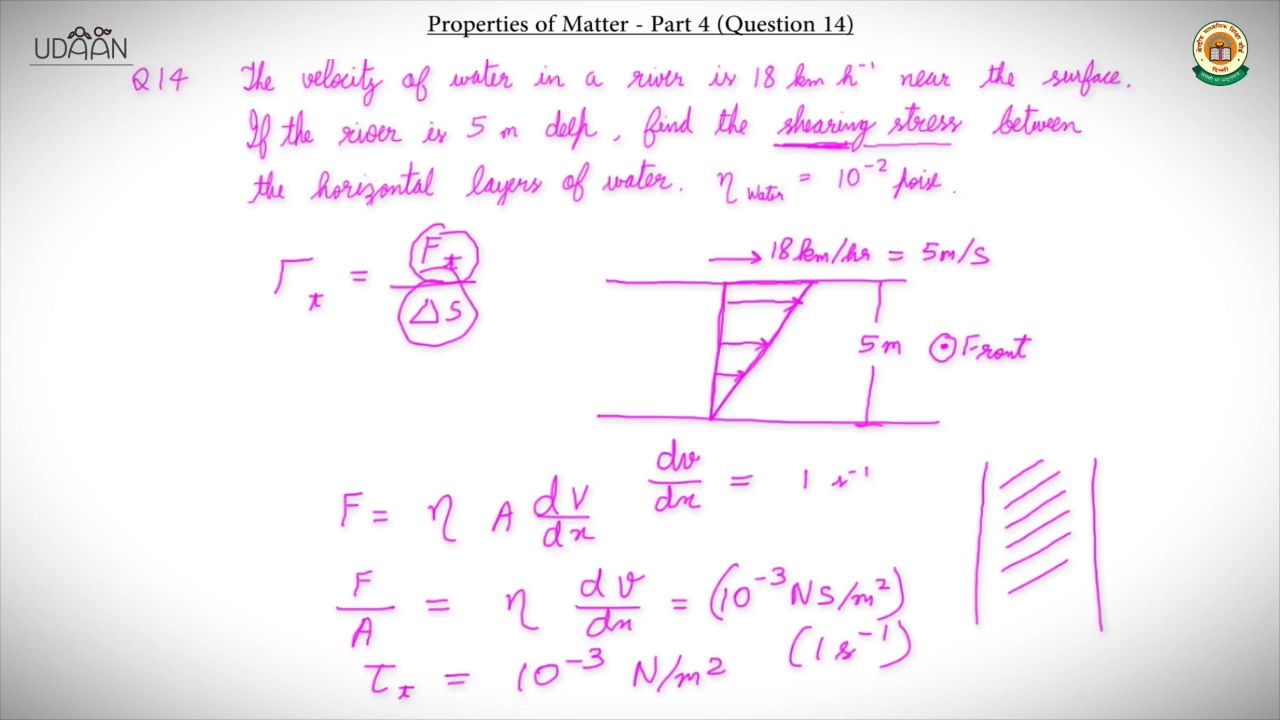 Properties of Matter - Part 4 (Question 14)
UDAAN
Q14 The velocity of water in a river is 18 km h⁻¹ near the surface.
If the river is 5 m deep, find the shearing stress between
the horizontal layers of water. η water = 10⁻² poise.
τ_t = F_t / ΔS
→ 18 km/hr = 5 m/S
5 m ⊙ Front
F = η A dV/dx
dv/dx = 1 s⁻¹
F/A = η dv/dx = (10⁻³ NS/m²)
(1 s⁻¹)
τ_t = 10⁻³ N/m²